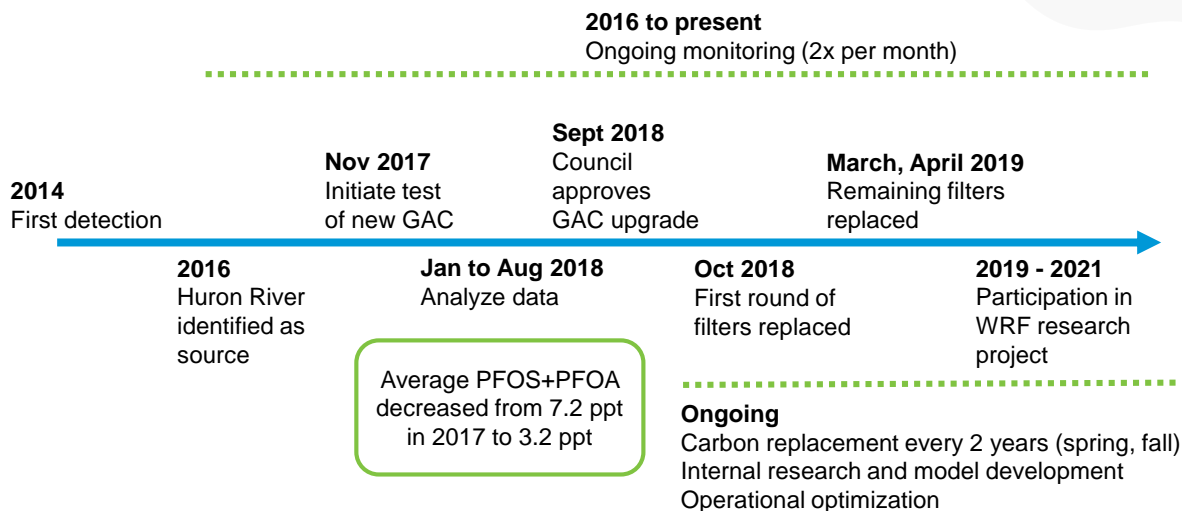 2016 to present
Ongoing monitoring (2x per month)
2014
First detection
2016
Huron River
identified as
source
Nov 2017
Initiate test
of new GAC
Jan to Aug 2018
Analyze data
Average PFOS+PFOA
decreased from 7.2 ppt
in 2017 to 3.2 ppt
Sept 2018
Council
approves
GAC upgrade
Oct 2018
First round of
filters replaced
March, April 2019
Remaining filters
replaced
2019 - 2021
Participation in
WRF research
project
Ongoing
Carbon replacement every 2 years (spring, fall)
Internal research and model development
Operational optimization